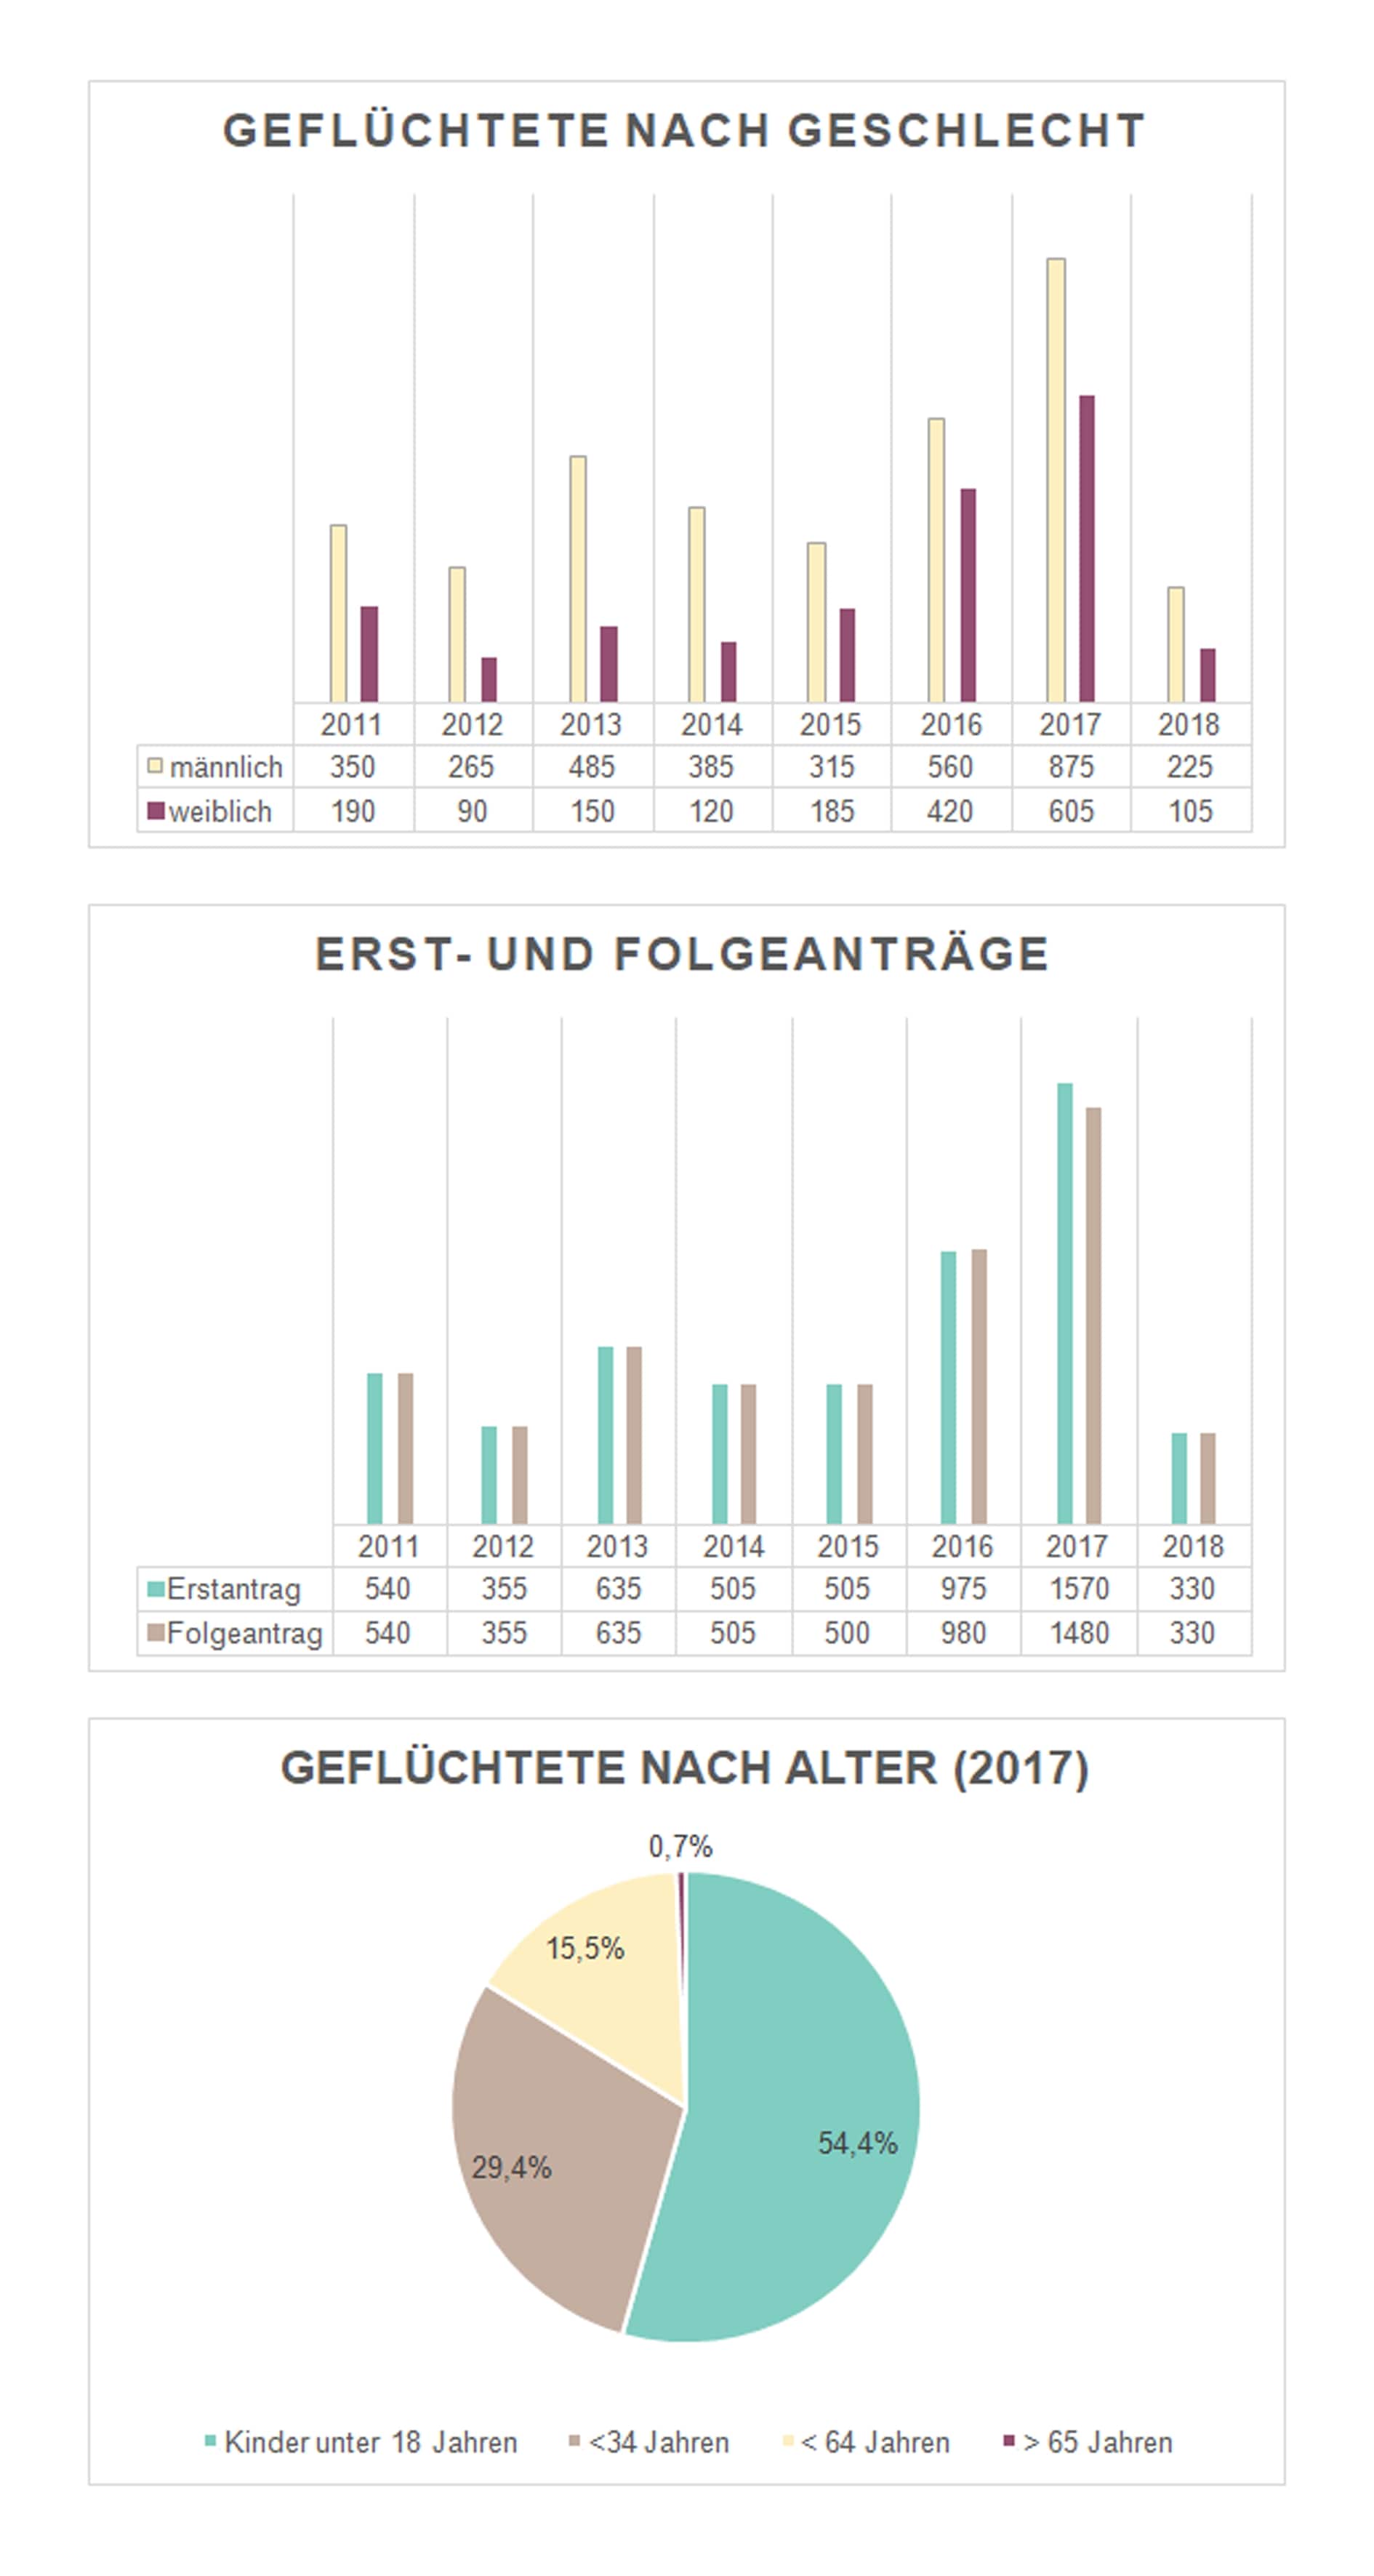 GEFLÜCHTETE NACH GESCHLECHT
2011 2012 2013 2014 2015 2016 2017 2018
männlich 350 265 485 385 315 560 875 225
weiblich 190 90 150 120 185 420 605 105
ERST- UND FOLGEANTRÄGE
2011 2012 2013 2014 2015 2016 2017 2018
Erstantrag 540 355 635 505 505 975 1570 330
Folgeantrag 540 355 635 505 500 980 1480 330
GEFLÜCHTETE NACH ALTER (2017)
0,7%
15,5%
54,4%
29,4%
Kinder unter 18 Jahren <34 Jahren < 64 Jahren > 65 Jahren